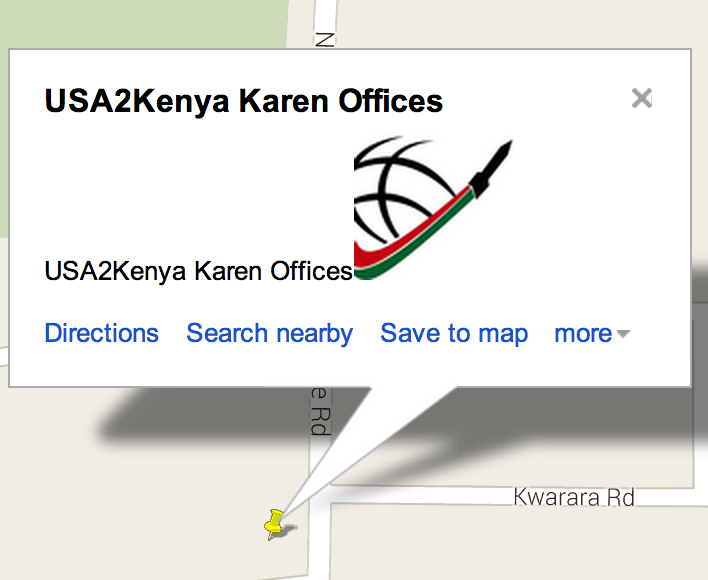 N
USA2Kenya Karen Offices
USA2Kenya Karen Offices
Directions Search nearby Save to map more
e Rd
Kwarara Rd